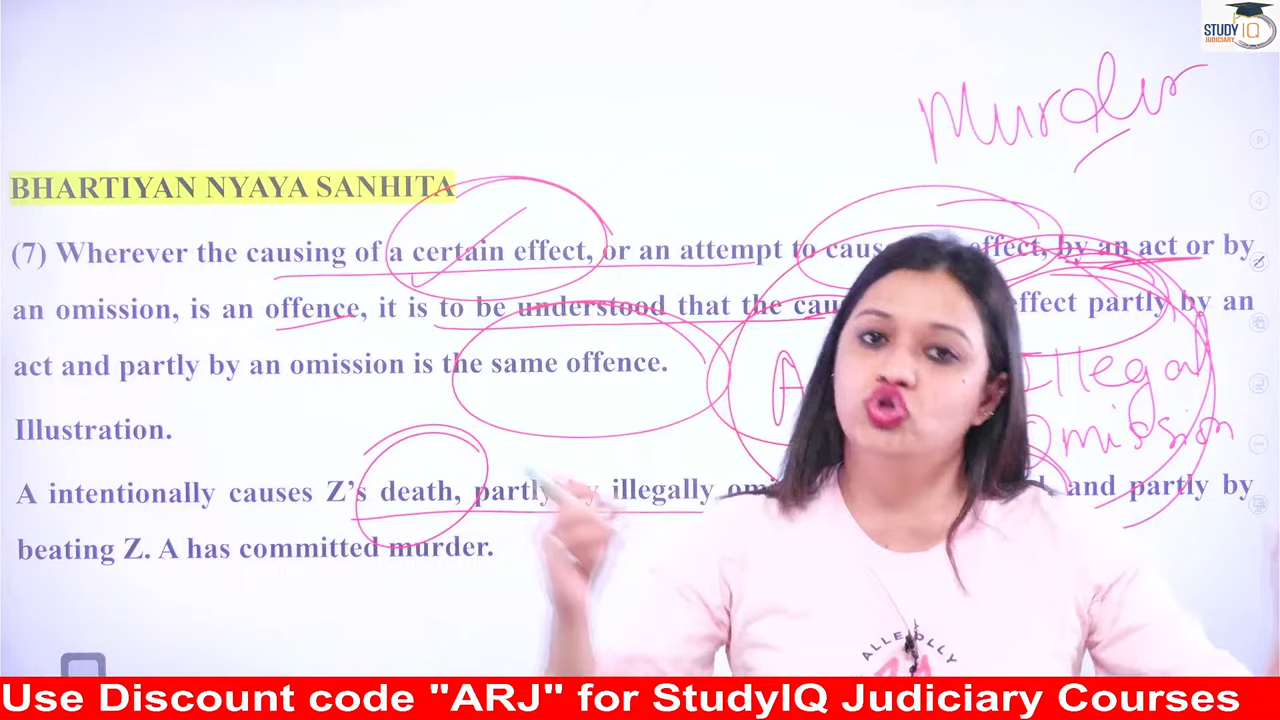 STUDY IQ
JUDICIARY
Murder
BHARTIYAN NYAYA SANHITA
(7) Wherever the causing of a certain effect, or an attempt to cause effect, by an act or by
an omission, is an offence, it is to be understood that the effect partly by an
act and partly by an omission is the same offence.
A Illegal
Illustration.
Omission
A intentionally causes Z's death, partly by illegally and partly by
beating Z. A has committed murder.
Use Discount code "ARJ" for StudyIQ Judiciary Courses